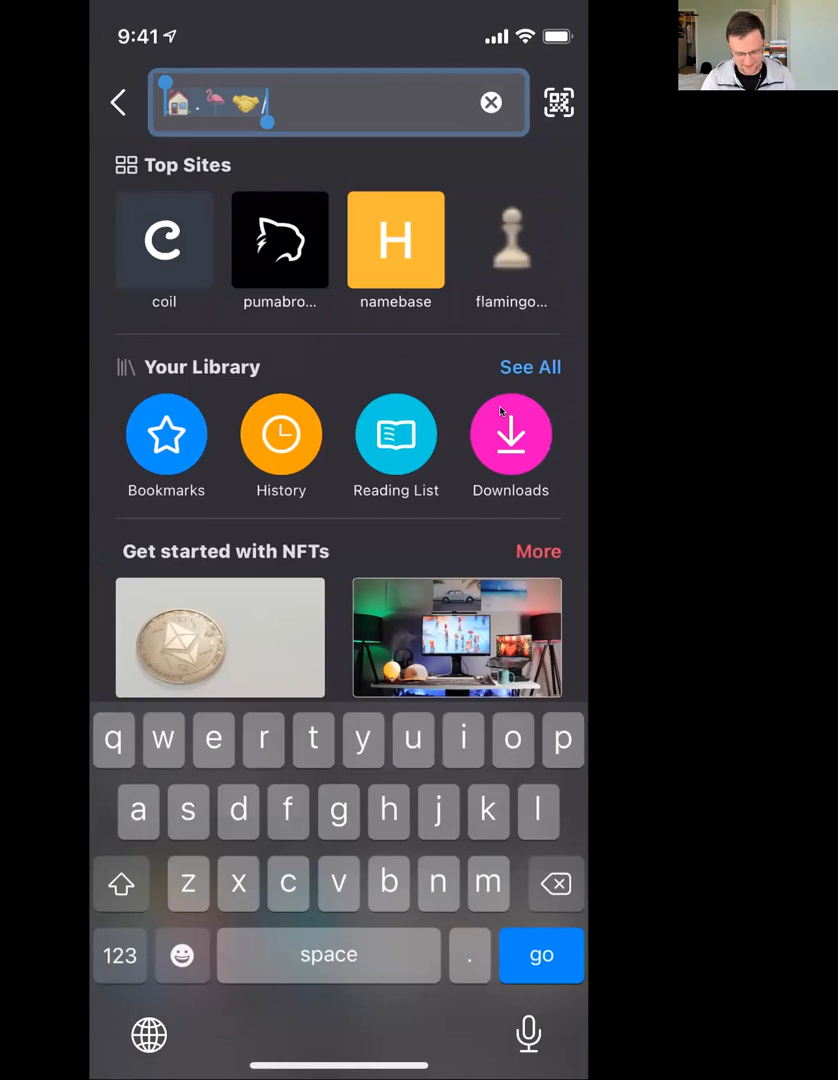 9:41
🏠.🦩🤝/
Top Sites
C
H
coil
pumabro...
namebase
flamingo...
Your Library
See All
Bookmarks
History
Reading List
Downloads
Get started with NFTs
More
q w e r t y u i o p
a s d f g h j k l
z x c v b n m
123
space
.
go